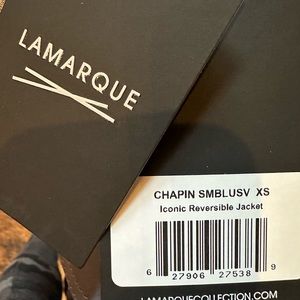 LAMARQUE
CHAPIN SMBLUSV XS
Iconic Reversible Jacket
6 27906 27538 9
LAMARQUECOLLECTION.COM